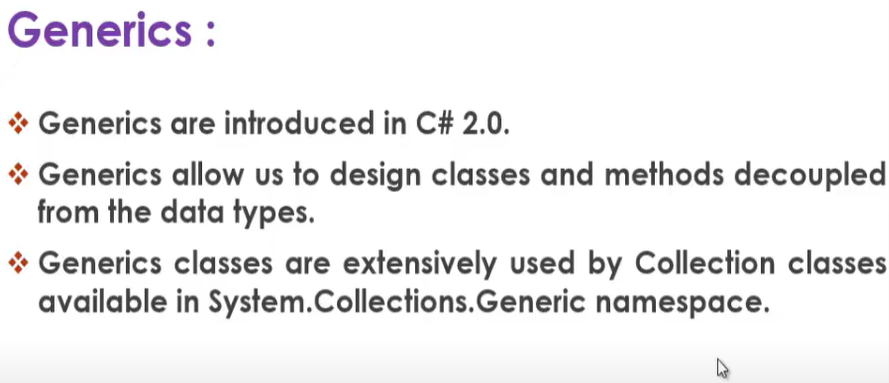 Generics :
❖ Generics are introduced in C# 2.0.
❖ Generics allow us to design classes and methods decoupled
from the data types.
❖ Generics classes are extensively used by Collection classes
available in System.Collections.Generic namespace.